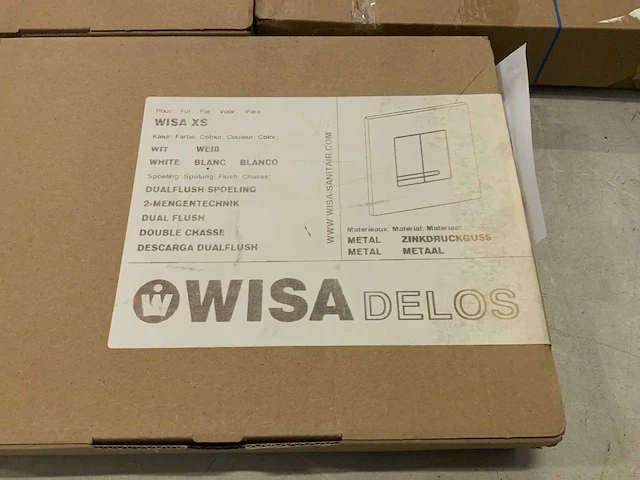 Pour: Für: For: Voor: Para:
WISA XS
Kleur: Farbe: Colour: Couleur: Color:
WIT WEIß
WHITE BLANC BLANCO
Spoeling: Spülung: Flush: Chasse:
DUALFLUSH SPOELING
2-MENGENTECHNIK
DUAL FLUSH
DOUBLE CHASSE
DESCARGA DUALFLUSH
WWW.WISA-SANITAIR.COM
Materieaux: Material: Materiaal:
METAL ZINKDRUCKGUSS
METAL METAAL
W WISA DELOS